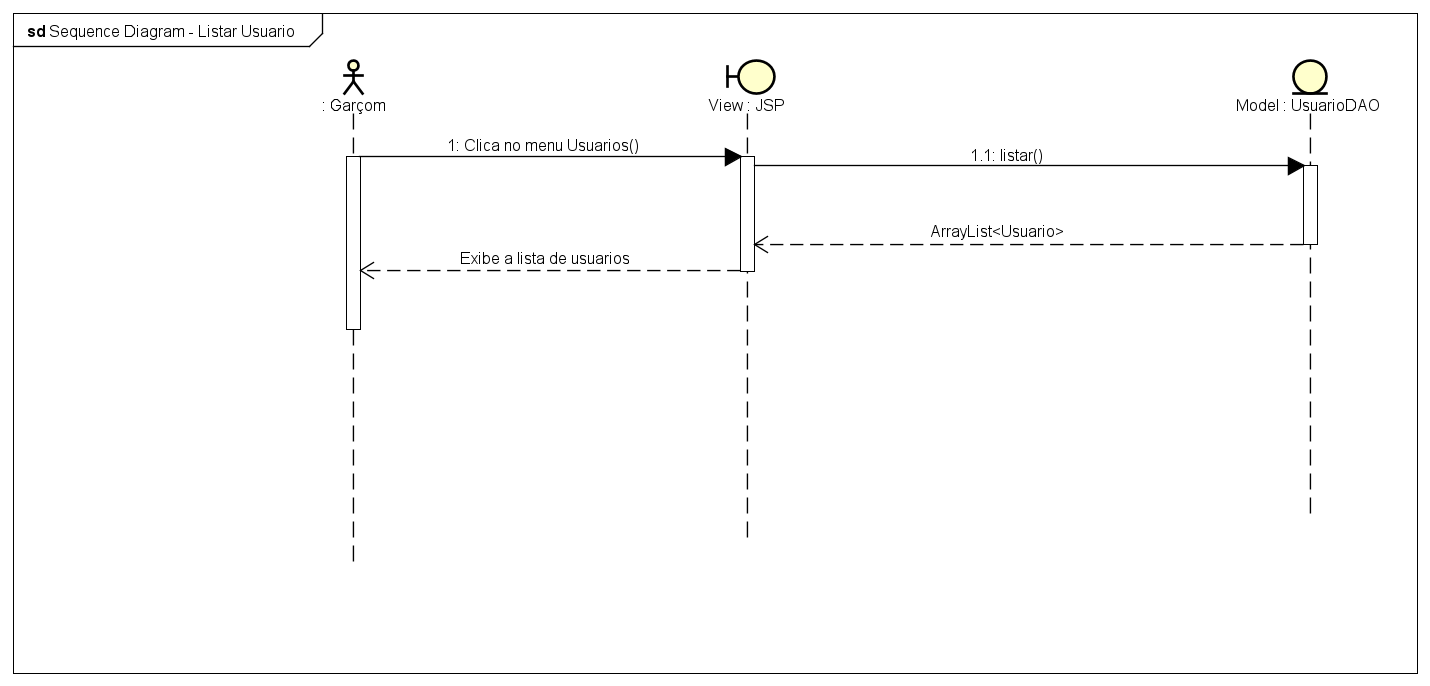 sd Sequence Diagram - Listar Usuario
: Garçom
View : JSP
Model : UsuarioDAO
1: Clica no menu Usuarios()
1.1: listar()
ArrayList<Usuario>
Exibe a lista de usuarios